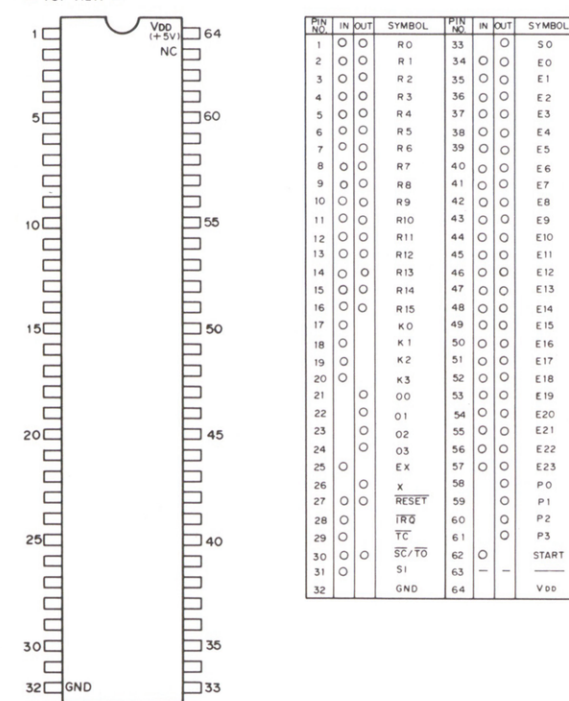 1 VDD 64
(+5V)
NC
5 60
10 55
15 50
20 45
25 40
30 35
32 GND 33
PIN NO. IN OUT SYMBOL PIN NO. IN OUT SYMBOL
1 O O R0 33 O S0
2 O O R1 34 O O E0
3 O O R2 35 O O E1
4 O O R3 36 O O E2
5 O O R4 37 O O E3
6 O O R5 38 O O E4
7 O O R6 39 O O E5
8 O O R7 40 O O E6
9 O O R8 41 O O E7
10 O O R9 42 O O E8
11 O O R10 43 O O E9
12 O O R11 44 O O E10
13 O O R12 45 O O E11
14 O O R13 46 O O E12
15 O O R14 47 O O E13
16 O O R15 48 O O E14
17 O K0 49 O O E15
18 O K1 50 O O E16
19 O K2 51 O O E17
20 O K3 52 O O E18
21 O 00 53 O O E19
22 O 01 54 O O E20
23 O 02 55 O O E21
24 O 03 56 O O E22
25 O EX 57 O O E23
26 O X 58 O P0
27 O O RESET 59 O P1
28 O IRQ 60 O P2
29 O TC 61 O P3
30 O O SC/TO 62 O START
31 O SI 63 — — —
32 GND 64 VDD